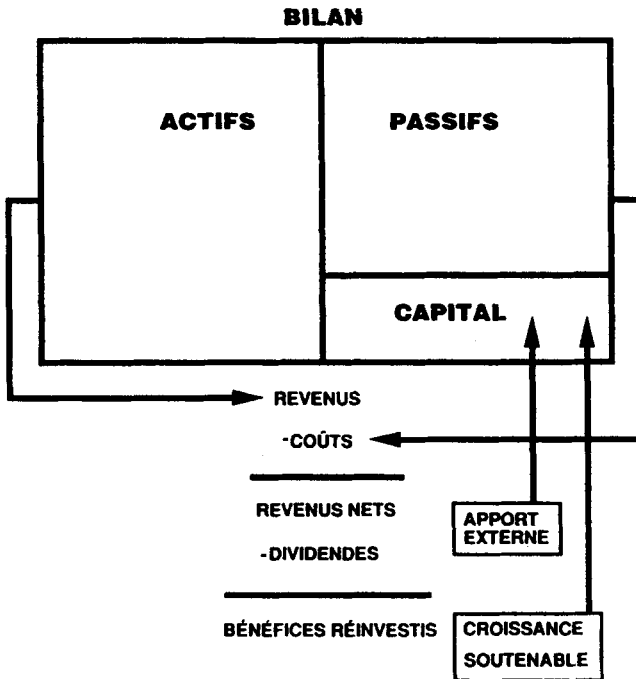 BILAN
ACTIFS
PASSIFS
CAPITAL
REVENUS
-COÛTS
REVENUS NETS
-DIVIDENDES
BÉNÉFICES RÉINVESTIS
APPORT
EXTERNE
CROISSANCE
SOUTENABLE